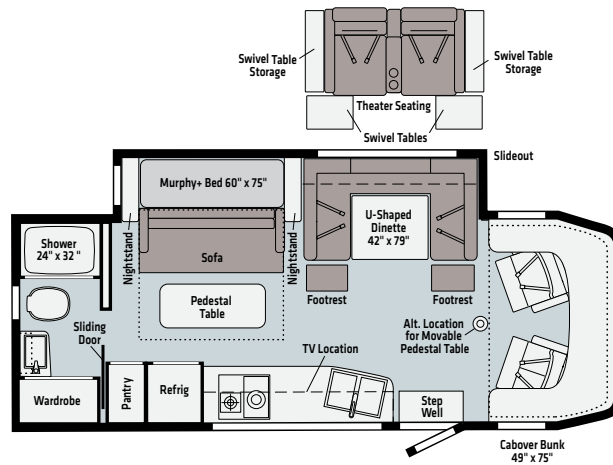 Swivel Table
Storage
Swivel Table
Storage
Theater Seating
Swivel Tables
Slideout
Murphy+ Bed 60" x 75"
U-Shaped
Dinette
42" x 79"
Shower
24" x 32 "
Nightstand
Sofa
Nightstand
Footrest
Footrest
Pedestal
Table
Sliding
Door
Alt. Location
for Movable
Pedestal Table
TV Location
Wardrobe
Pantry
Refrig
Step
Well
Cabover Bunk
49" x 75"